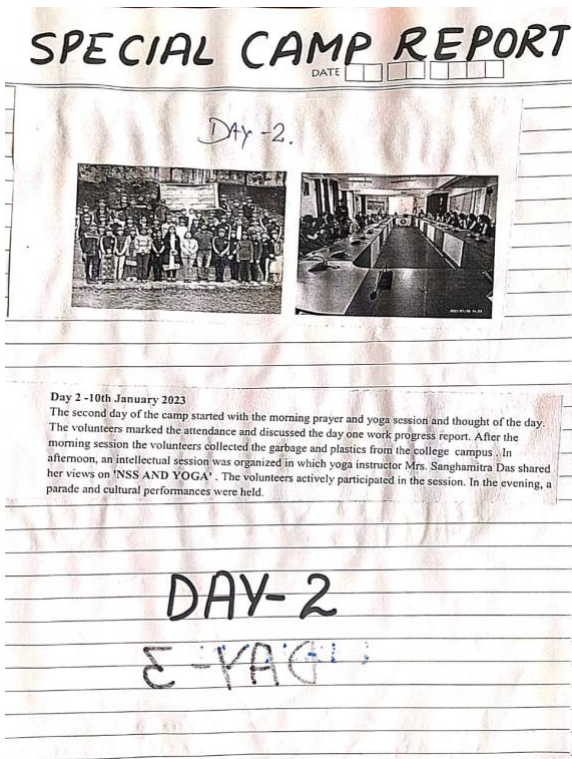 SPECIAL CAMP REPORT
DATE
DAY-2.
Day 2 -10th January 2023
The second day of the camp started with the morning prayer and yoga session and thought of the day.
The volunteers marked the attendance and discussed the day one work progress report. After the
morning session the volunteers collected the garbage and plastics from the college campus . In
afternoon, an intellectual session was organized in which yoga instructor Mrs. Sanghamitra Das shared
her views on 'NSS AND YOGA' . The volunteers actively participated in the session. In the evening, a
parade and cultural performances were held.
DAY-2
DAY-3